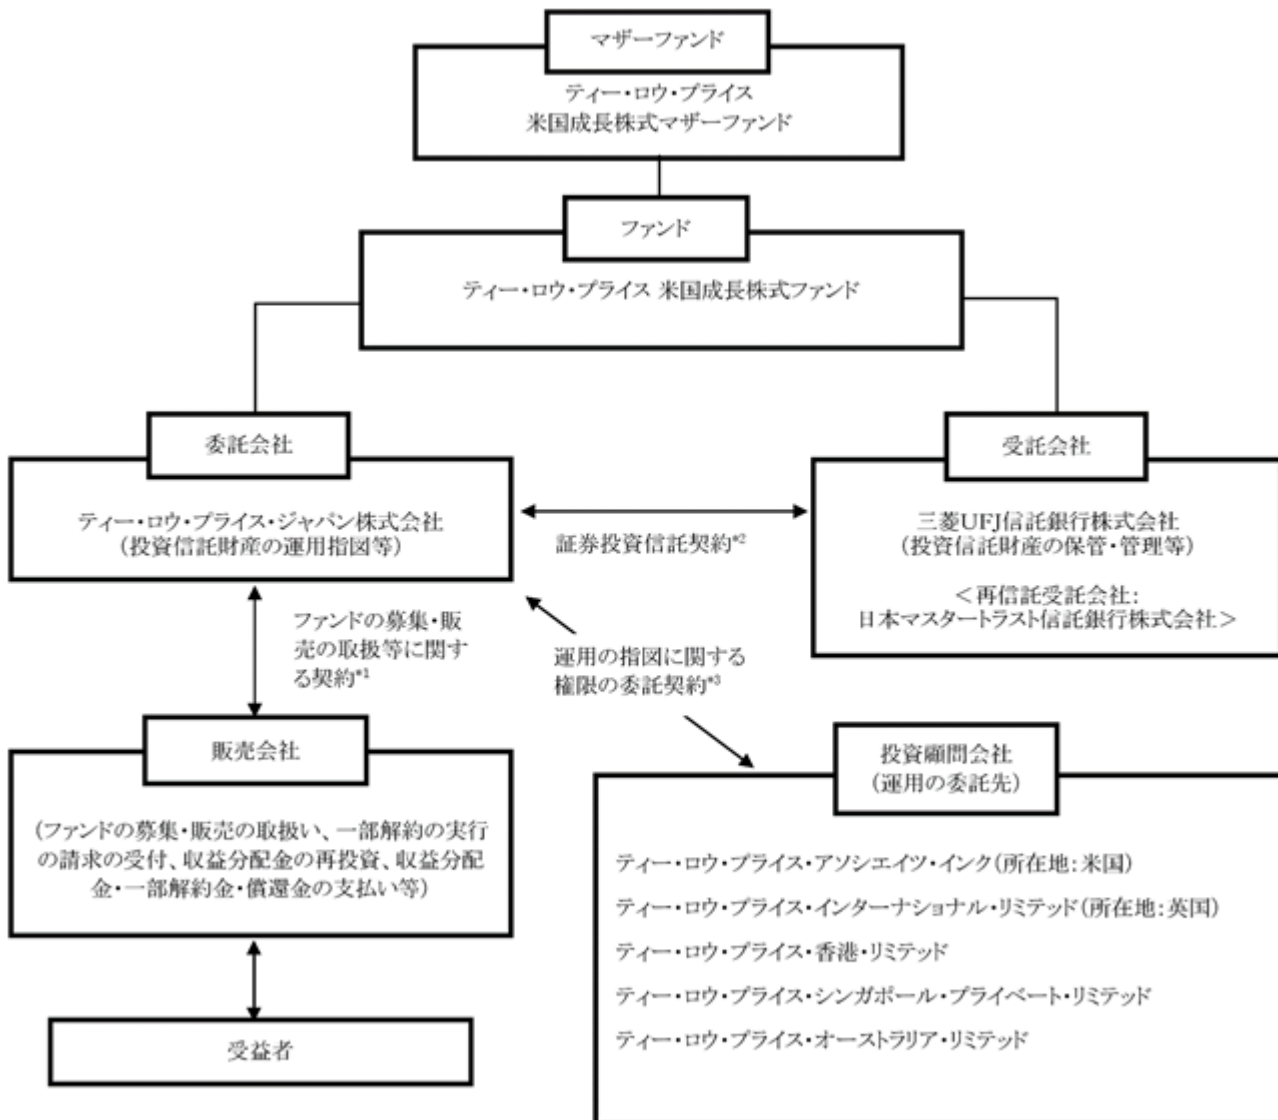 マザーファンド
ティー・ロウ・プライス
米国成長株式マザーファンド
ファンド
ティー・ロウ・プライス 米国成長株式ファンド
委託会社
ティー・ロウ・プライス・ジャパン株式会社
(投資信託財産の運用指図等)
受託会社
三菱UFJ信託銀行株式会社
(投資信託財産の保管・管理等)
＜再信託受託会社:
日本マスタートラスト信託銀行株式会社＞
証券投資信託契約*2
ファンドの募集・販
売の取扱等に関す
る契約*1
運用の指図に関する
権限の委託契約*3
販売会社
(ファンドの募集・販売の取扱い、一部解約の実行
の請求の受付、収益分配金の再投資、収益分配
金・一部解約金・償還金の支払い等)
受益者
投資顧問会社
(運用の委託先)
ティー・ロウ・プライス・アソシエイツ・インク(所在地:米国)
ティー・ロウ・プライス・インターナショナル・リミテッド(所在地:英国)
ティー・ロウ・プライス・香港・リミテッド
ティー・ロウ・プライス・シンガポール・プライベート・リミテッド
ティー・ロウ・プライス・オーストラリア・リミテッド